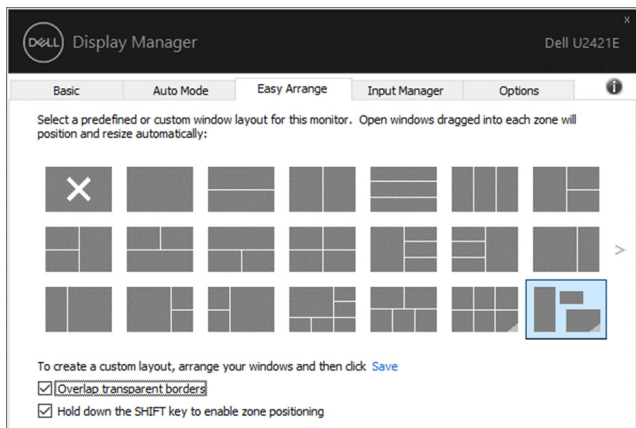 x
DELL Display Manager Dell U2421E
Basic Auto Mode Easy Arrange Input Manager Options i
Select a predefined or custom window layout for this monitor. Open windows dragged into each zone will
position and resize automatically:
>
To create a custom layout, arrange your windows and then click Save
Overlap transparent borders
Hold down the SHIFT key to enable zone positioning